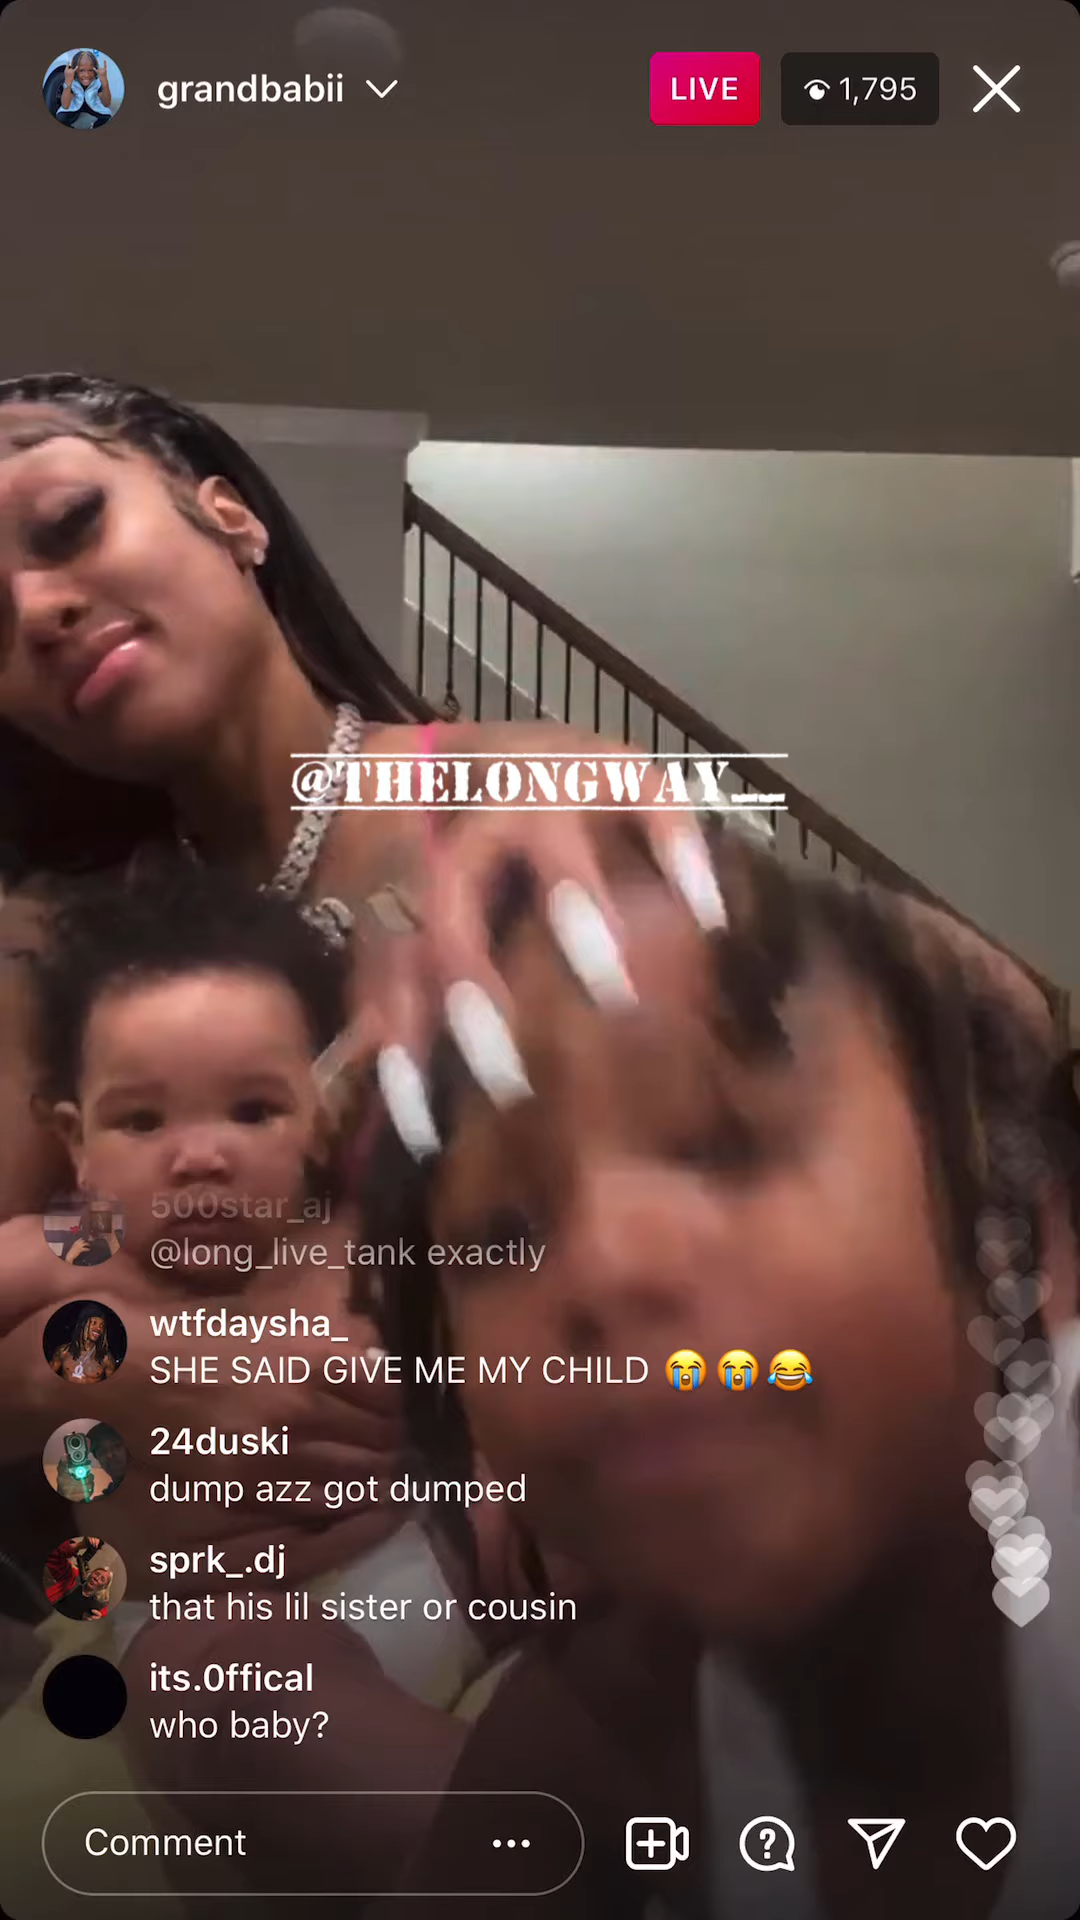 grandbabii
LIVE
1,795
@THELONGWAY__
500star_aj
@long_live_tank exactly
wtfdaysha_
SHE SAID GIVE ME MY CHILD 😭😭😂
24duski
dump azz got dumped
sprk_.dj
that his lil sister or cousin
its.0ffical
who baby?
Comment